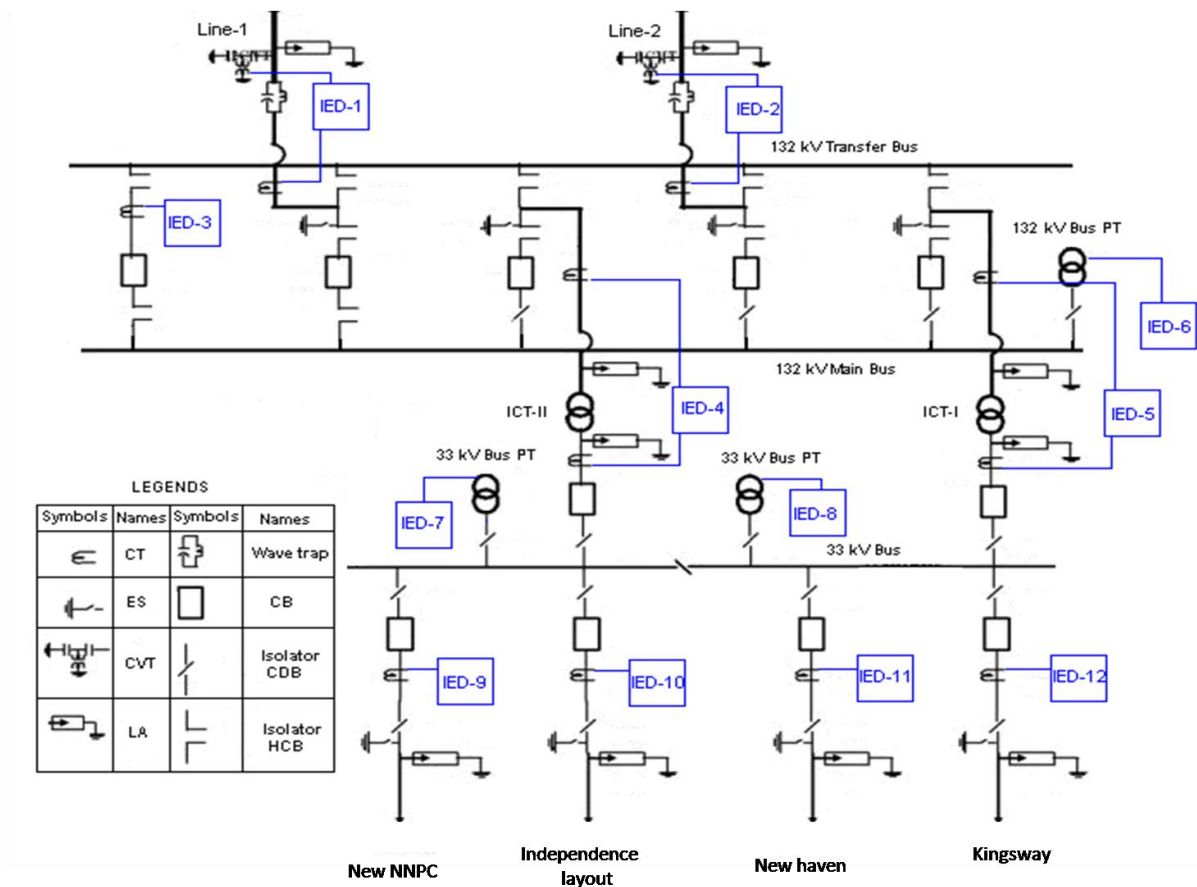 Line-1
Line-2
IED-1
IED-2
132 kV Transfer Bus
IED-3
132 kV Bus PT
IED-6
132 kV Main Bus
ICT-II
IED-4
ICT-I
IED-5
33 kV Bus PT
33 kV Bus PT
IED-7
IED-8
33 kV Bus
LEGENDS
Symbols Names Symbols Names
CT Wave trap
ES CB
CVT Isolator
CDB
LA Isolator
HCB
IED-9
IED-10
IED-11
IED-12
New NNPC
Independence
layout
New haven
Kingsway